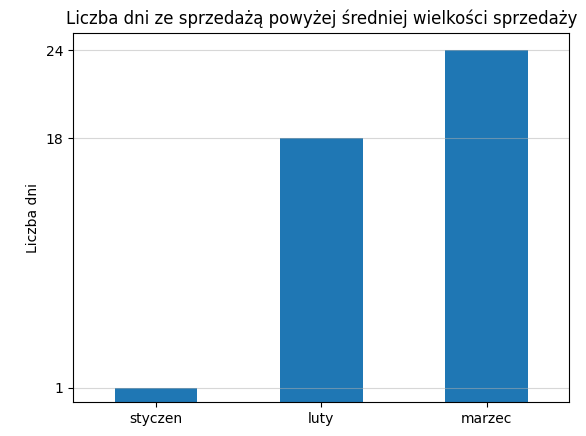 Liczba dni ze sprzedażą powyżej średniej wielkości sprzedaży
24
18
1
Liczba dni
styczen
luty
marzec